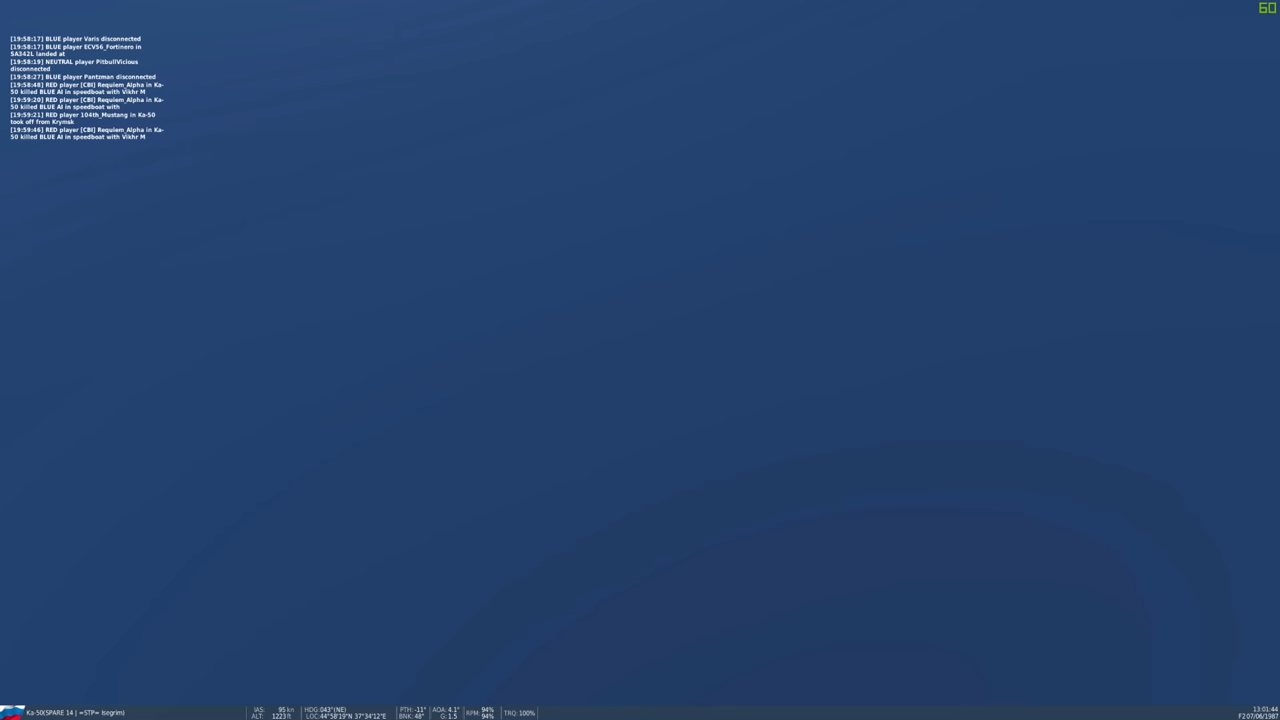 60
[19:58:17] BLUE player Varis disconnected
[19:58:17] BLUE player ECV56_Fortinero in
SA342L landed at
[19:58:19] NEUTRAL player PitbullVicious
disconnected
[19:58:27] BLUE player Pantzman disconnected
[19:58:48] RED player [CBI] Requiem_Alpha in Ka-
50 killed BLUE AI in speedboat with Vikhr M
[19:59:20] RED player [CBI] Requiem_Alpha in Ka-
50 killed BLUE AI in speedboat with
[19:59:21] RED player 104th_Mustang in Ka-50
took off from Krymsk
[19:59:46] RED player [CBI] Requiem_Alpha in Ka-
50 killed BLUE AI in speedboat with Vikhr M
Ka-50(SPARE 14 | =STP= Isegrim)
IAS: 95 kn
ALT: 1223 ft
HDG:043°(NE)
LOC:44°58'19"N 37°34'12"E
PTH: -11°
BNK: 48°
AOA: 4.1°
G: 1.5
RPM: 94%
94%
TRQ: 100%
13:01:44
F2 07/06/1987